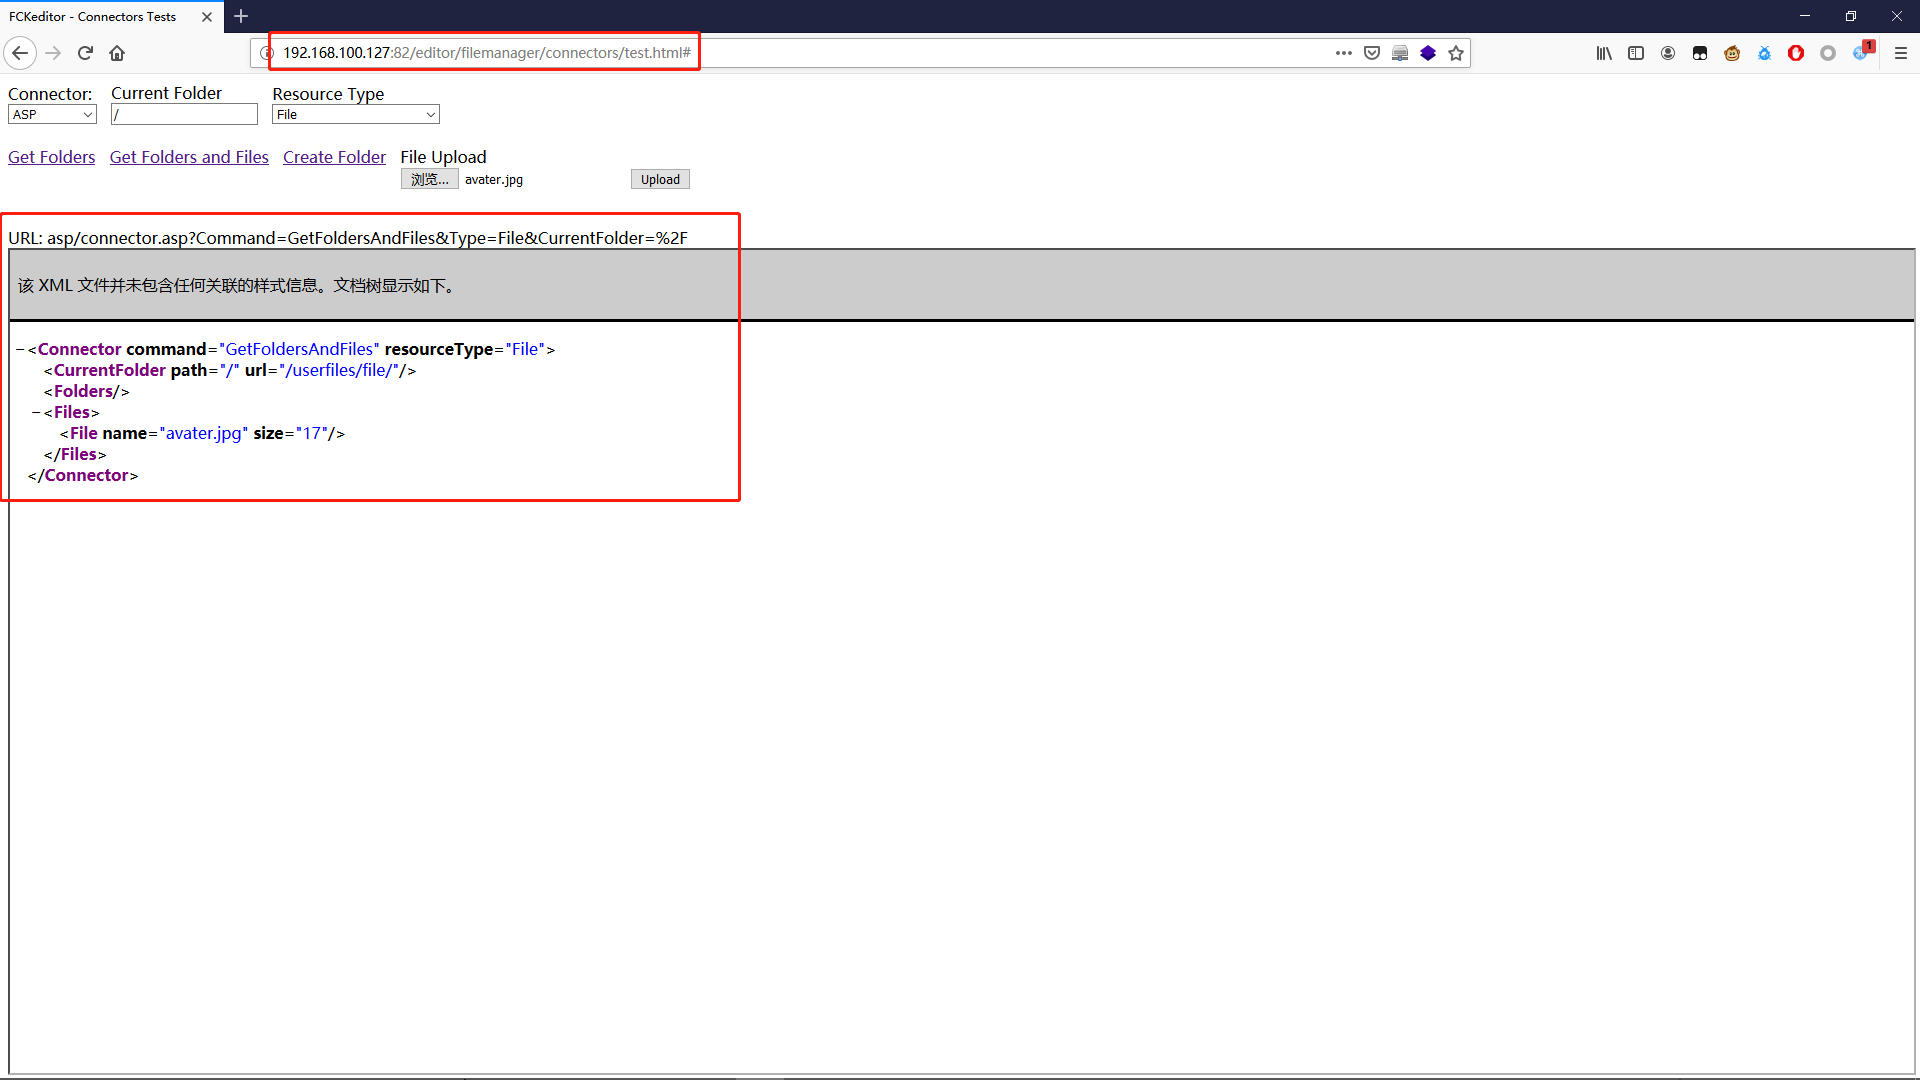 FCKeditor - Connectors Tests
192.168.100.127:82/editor/filemanager/connectors/test.html#
1
Connector: Current Folder Resource Type
ASP / File
Get Folders Get Folders and Files Create Folder File Upload
浏览... avater.jpg Upload
URL: asp/connector.asp?Command=GetFoldersAndFiles&Type=File&CurrentFolder=%2F
该 XML 文件并未包含任何关联的样式信息。文档树显示如下。
−<Connector command="GetFoldersAndFiles" resourceType="File">
<CurrentFolder path="/" url="/userfiles/file/"/>
<Folders/>
−<Files>
<File name="avater.jpg" size="17"/>
</Files>
</Connector>